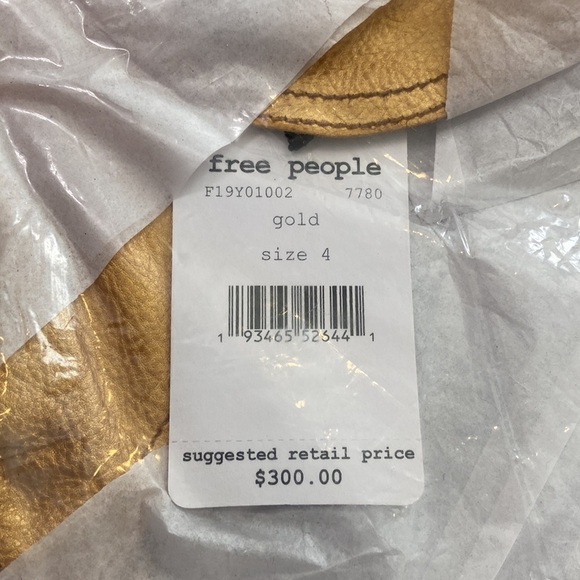 free people
F19Y01002 7780
gold
size 4
1 93465 52644 1
suggested retail price
$300.00